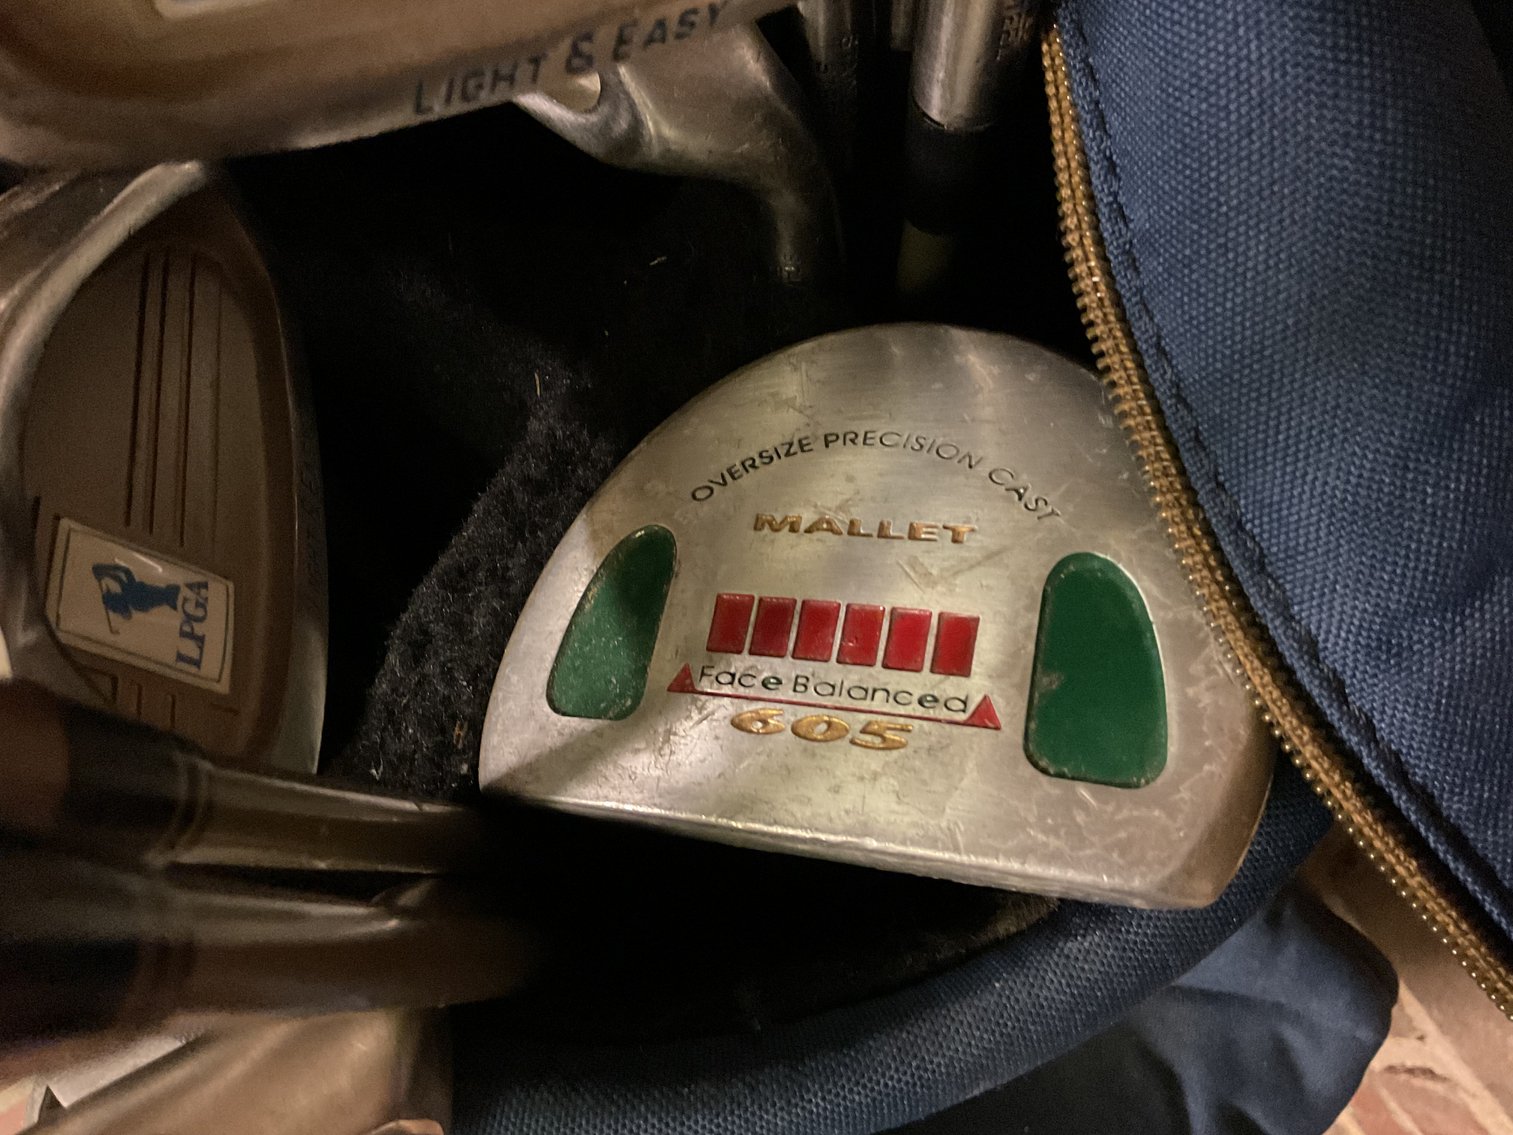 LIGHT & EASY
LPGA
OVERSIZE PRECISION CAST
MALLET
Face Balanced
605